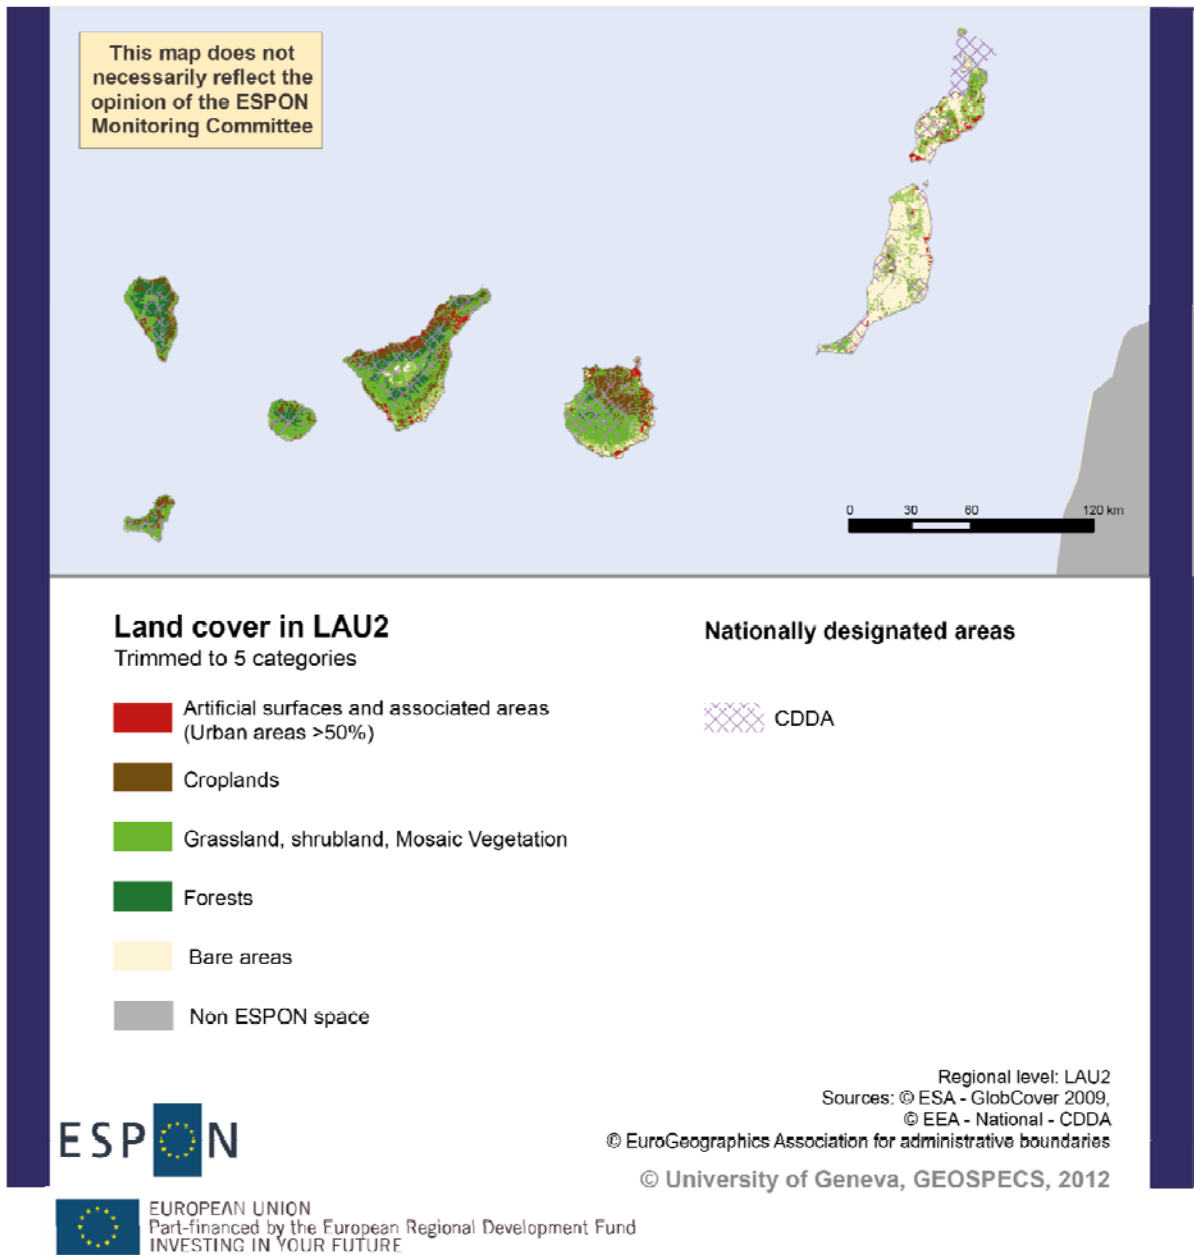 This map does not
necessarily reflect the
opinion of the ESPON
Monitoring Committee
0 30 60 120 km
Land cover in LAU2
Trimmed to 5 categories
Artificial surfaces and associated areas
(Urban areas >50%)
Croplands
Grassland, shrubland, Mosaic Vegetation
Forests
Bare areas
Non ESPON space
Nationally designated areas
CDDA
Regional level: LAU2
Sources: © ESA - GlobCover 2009,
© EEA - National - CDDA
© EuroGeographics Association for administrative boundaries
© University of Geneva, GEOSPECS, 2012
ESPON
EUROPEAN UNION
Part-financed by the European Regional Development Fund
INVESTING IN YOUR FUTURE